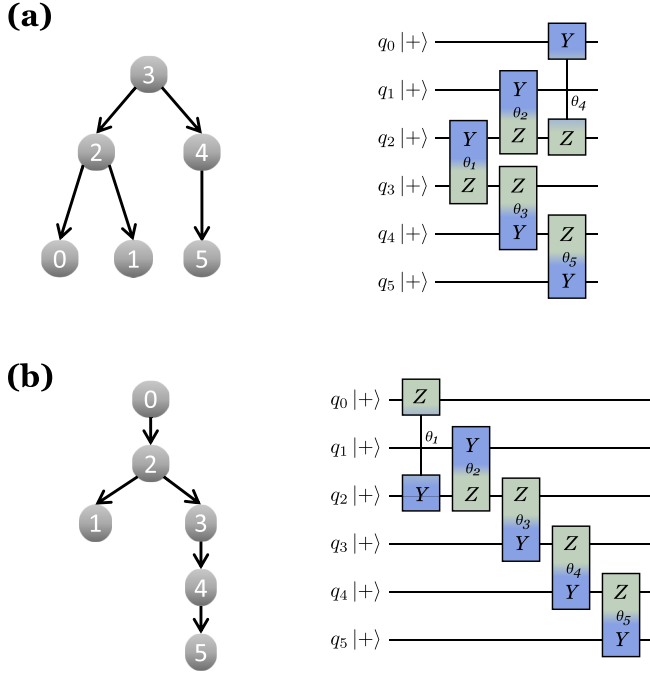 (a)
3
2 4
0 1 5
q₀ |+⟩ Y
θ₄
q₁ |+⟩ Y
θ₂
q₂ |+⟩ Y Z Z
θ₁
q₃ |+⟩ Z Z
θ₃
q₄ |+⟩ Y Z
θ₅
q₅ |+⟩ Y
(b)
0
2
1 3
4
5
q₀ |+⟩ Z
θ₁
q₁ |+⟩ Y
θ₂
q₂ |+⟩ Y Z Z
θ₃
q₃ |+⟩ Y Z
θ₄
q₄ |+⟩ Y Z
θ₅
q₅ |+⟩ Y